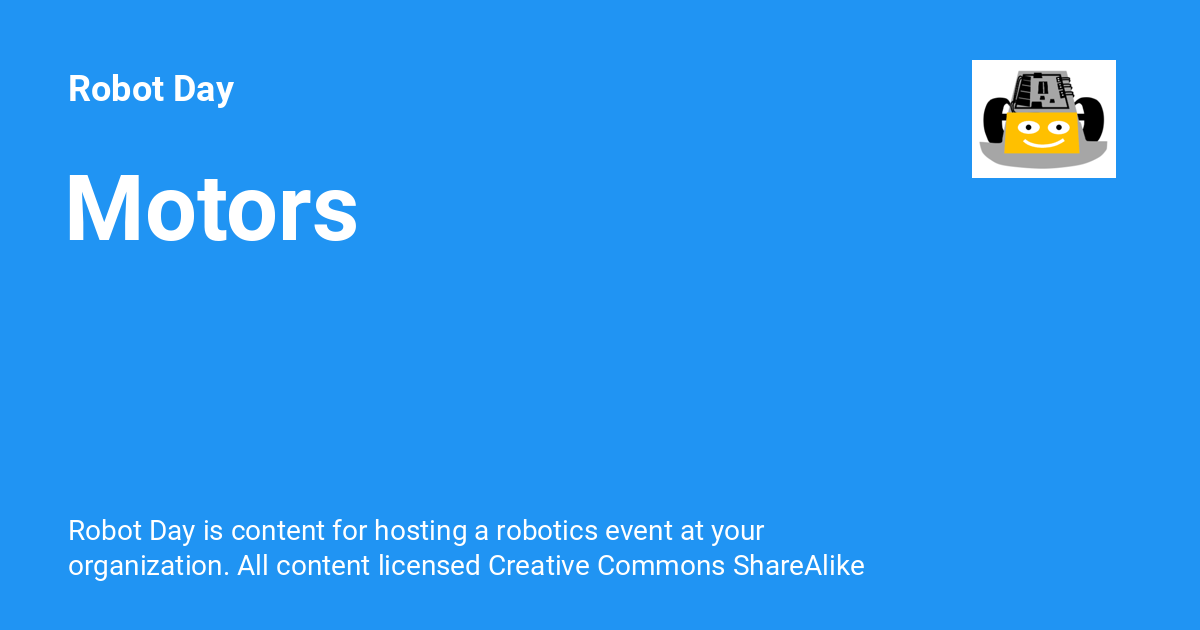 Robot Day
Motors
Robot Day is content for hosting a robotics event at your
organization. All content licensed Creative Commons ShareAlike